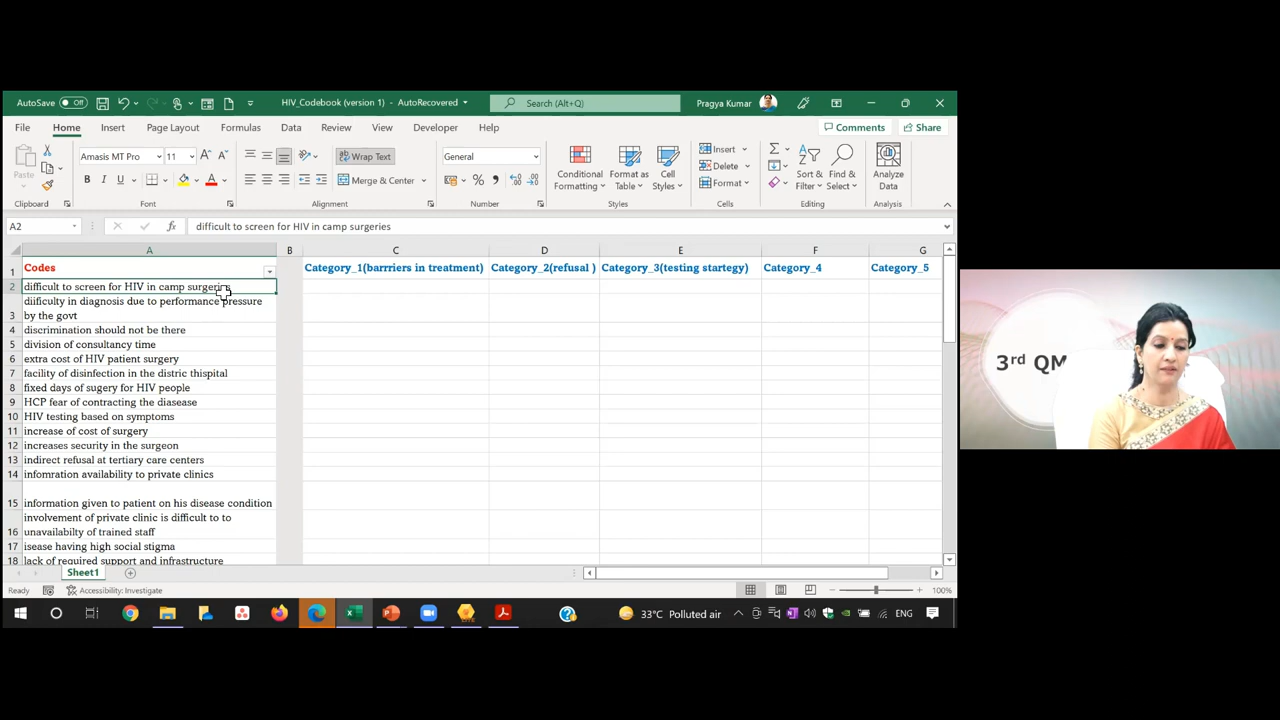 AutoSave Off HIV_Codebook (version 1) - AutoRecovered Search (Alt+Q) Pragya Kumar
File Home Insert Page Layout Formulas Data Review View Developer Help Comments Share
Paste Amasis MT Pro 11 Wrap Text General Conditional Formatting Format as Table Cell Styles Insert Sort & Filter Find & Select Analyze Data
B I U Merge & Center Delete
Format
Clipboard Font Alignment Number Styles Cells Editing Analysis
A2 fx difficult to screen for HIV in camp surgeries
A B C D E F G
1 Codes Category_1(barrriers in treatment) Category_2(refusal ) Category_3(testing startegy) Category_4 Category_5
2 difficult to screen for HIV in camp surgeries
diifficulty in diagnosis due to performance pressure
3 by the govt
4 discrimination should not be there
5 division of consultancy time
6 extra cost of HIV patient surgery
7 facility of disinfection in the distric thispital
8 fixed days of sugery for HIV people
9 HCP fear of contracting the diasease
10 HIV testing based on symptoms
11 increase of cost of surgery
12 increases security in the surgeon
13 indirect refusal at tertiary care centers
14 infomration availability to private clinics
15 information given to patient on his disease condition
involvement of private clinic is difficult to to
16 unavailabilty of trained staff
17 isease having high social stigma
18 lack of required support and infrastructure
Sheet1
Ready Accessibility: Investigate 100%
33°C Polluted air ENG
3rd QM